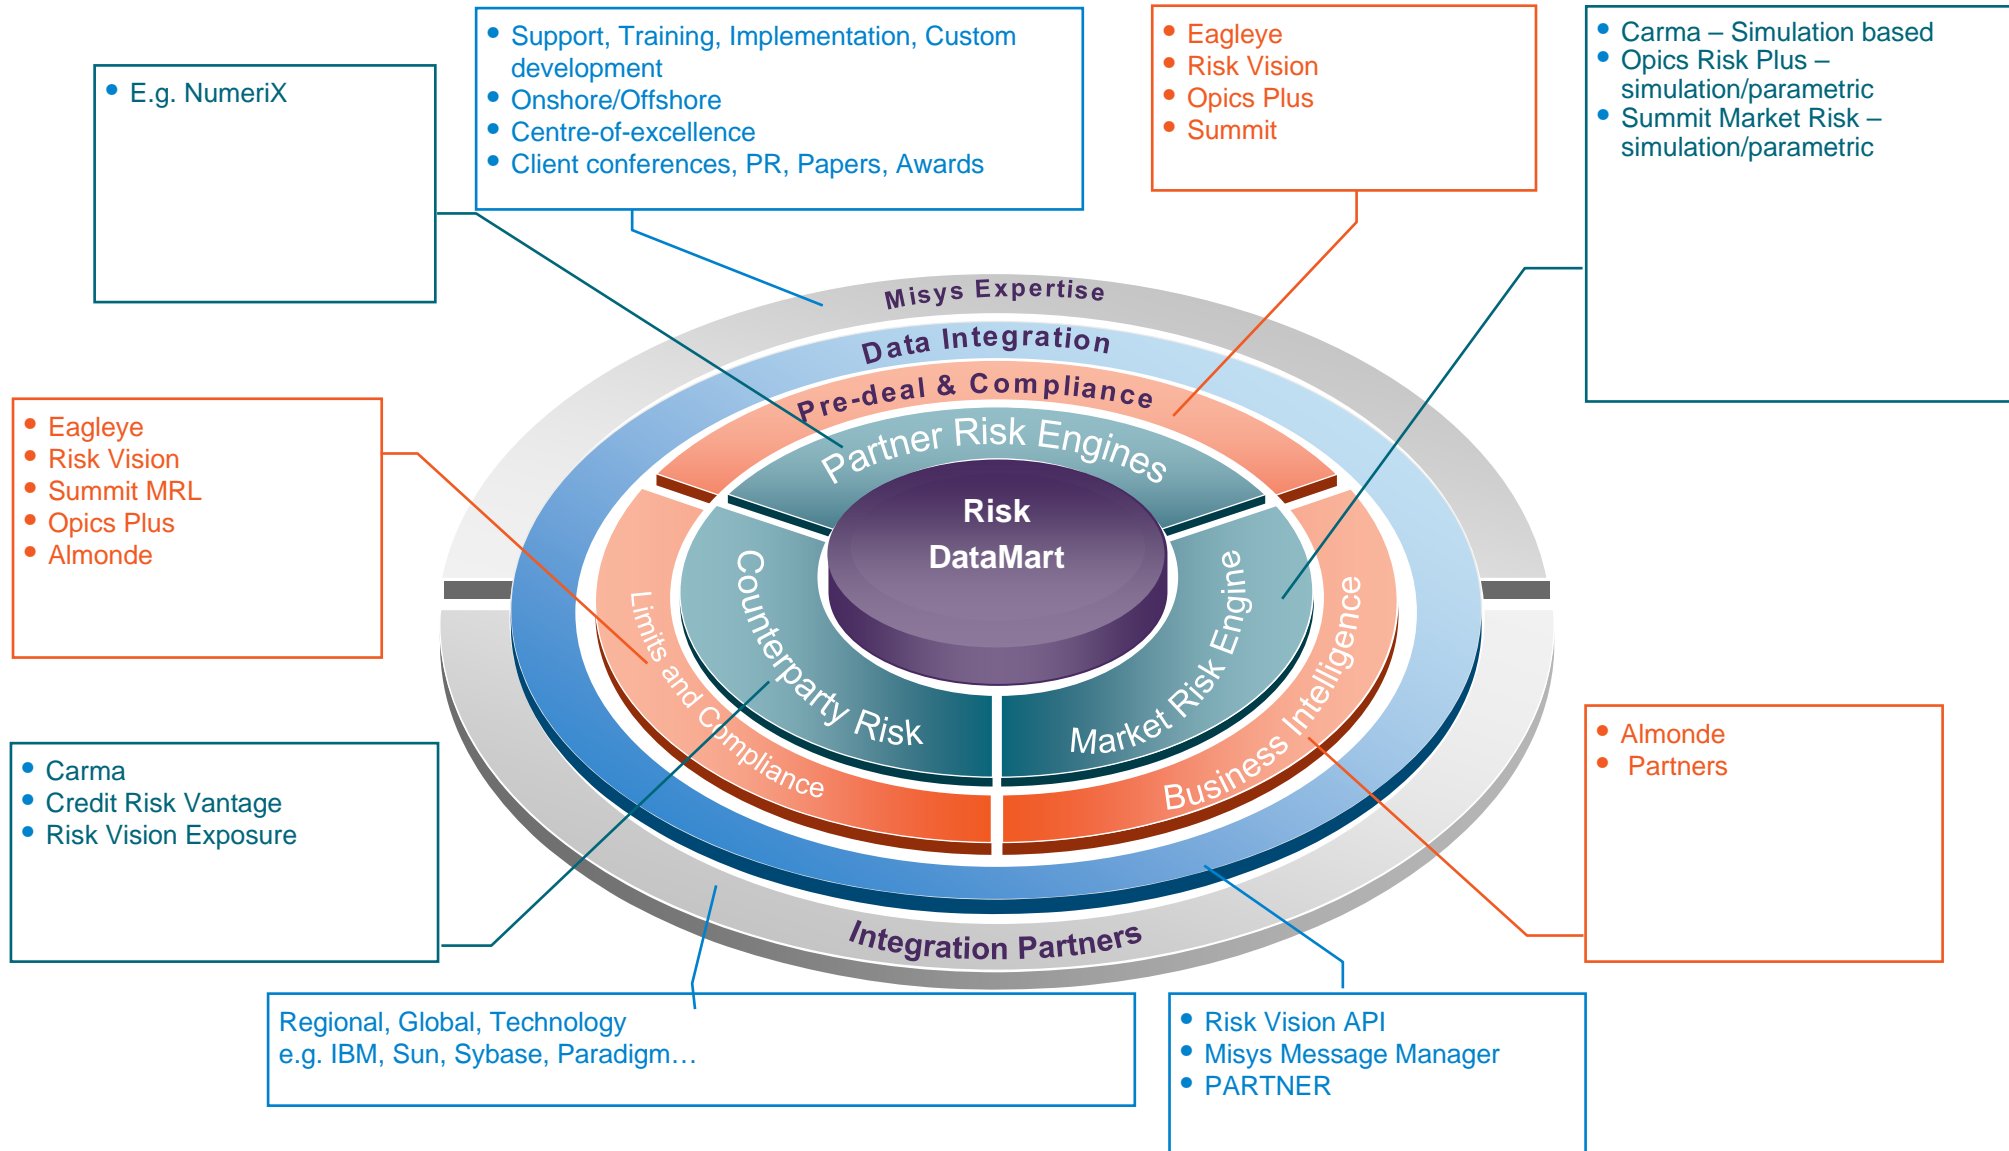 E.g. NumeriX
Support, Training, Implementation, Custom
development
Onshore/Offshore
Centre-of-excellence
Client conferences, PR, Papers, Awards
Eagleye
Risk Vision
Opics Plus
Summit
Carma – Simulation based
Opics Risk Plus –
simulation/parametric
Summit Market Risk –
simulation/parametric
Misys Expertise
Data Integration
Pre-deal & Compliance
Partner Risk Engines
Risk
DataMart
Eagleye
Risk Vision
Summit MRL
Opics Plus
Almonde
Limits and Compliance
Counterparty Risk
Market Risk Engine
Business Intelligence
Carma
Credit Risk Vantage
Risk Vision Exposure
Almonde
Partners
Integration Partners
Regional, Global, Technology
e.g. IBM, Sun, Sybase, Paradigm…
Risk Vision API
Misys Message Manager
PARTNER